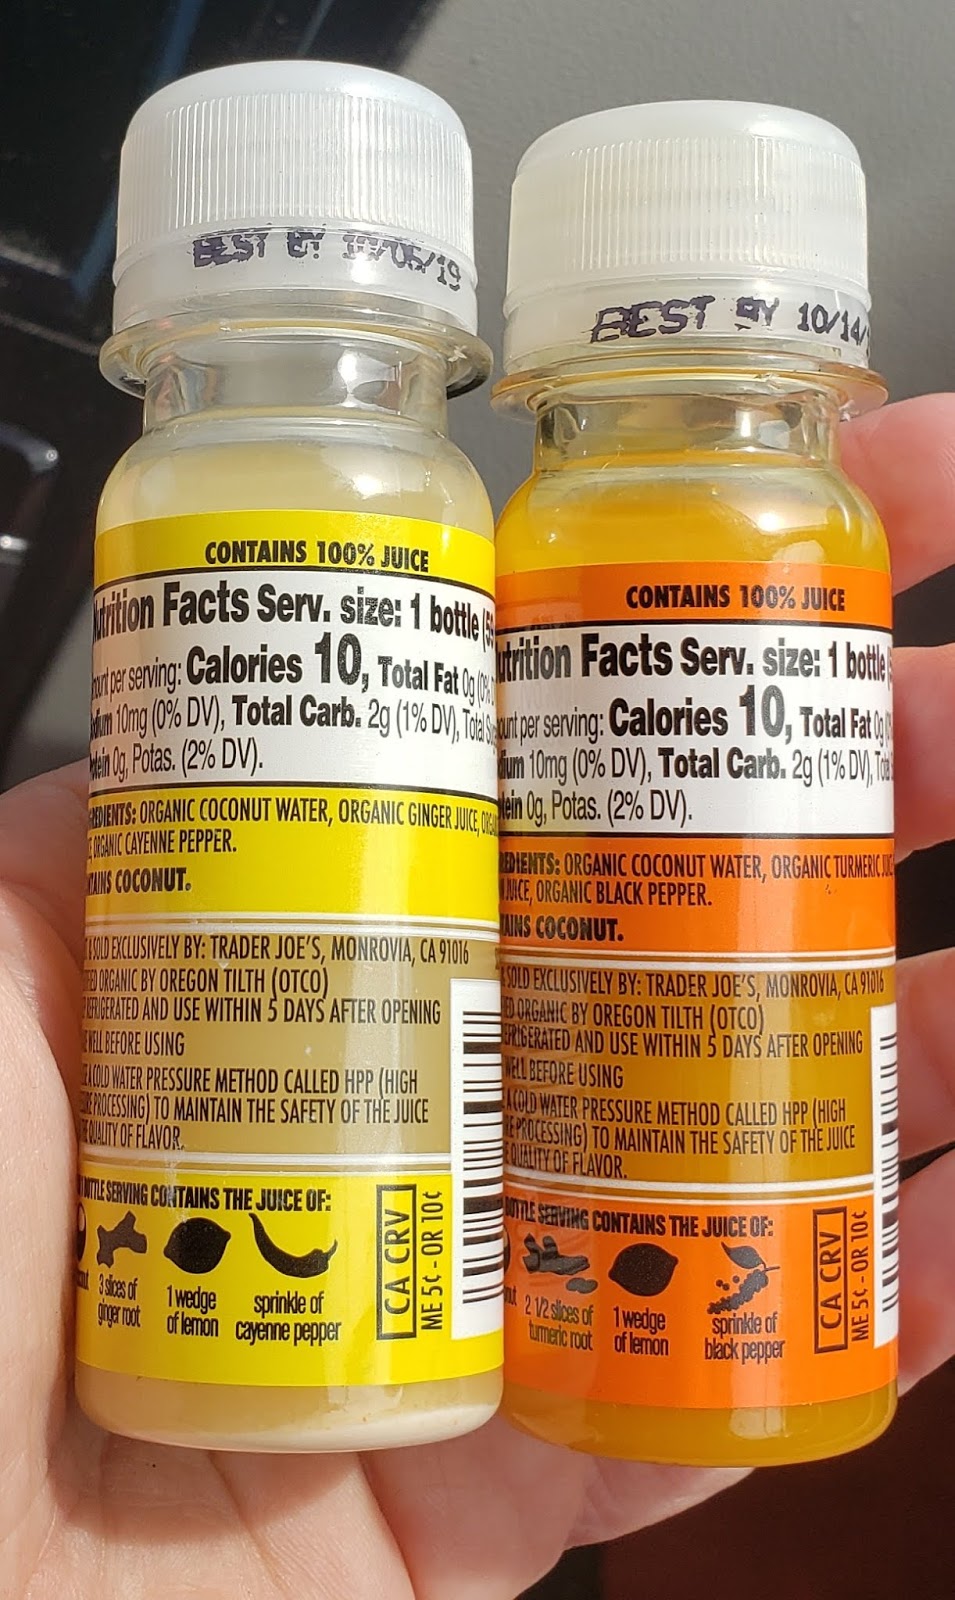 BEST BY 10/05/19
CONTAINS 100% JUICE
Nutrition Facts Serv. size: 1 bottle
per serving: Calories 10, Total Fat 0g (0%
10mg (0% DV), Total Carb. 2g (1% DV), Total
0g, Potas. (2% DV).
ORGANIC COCONUT WATER, ORGANIC GINGER JUICE,
ORGANIC CAYENNE PEPPER.
COCONUT.
SOLD EXCLUSIVELY BY: TRADER JOE'S, MONROVIA, CA 91016
ORGANIC BY OREGON TILTH (OTCO)
REFRIGERATED AND USE WITHIN 5 DAYS AFTER OPENING
WELL BEFORE USING
A COLD WATER PRESSURE METHOD CALLED HPP (HIGH
PROCESSING) TO MAINTAIN THE SAFETY OF THE JUICE
QUALITY OF FLAVOR.
BOTTLE SERVING CONTAINS THE JUICE OF:
3 slices of
ginger root
1 wedge
of lemon
sprinkle of
cayenne pepper
CA CRV
ME 5¢ - OR 10¢
BEST BY 10/14/
CONTAINS 100% JUICE
Nutrition Facts Serv. size: 1 bottle
per serving: Calories 10, Total Fat 0g
10mg (0% DV), Total Carb. 2g (1% DV),
0g, Potas. (2% DV).
ORGANIC COCONUT WATER, ORGANIC TURMERIC
JUICE, ORGANIC BLACK PEPPER.
COCONUT.
SOLD EXCLUSIVELY BY: TRADER JOE'S, MONROVIA, CA 91016
ORGANIC BY OREGON TILTH (OTCO)
REFRIGERATED AND USE WITHIN 5 DAYS AFTER OPENING
WELL BEFORE USING
A COLD WATER PRESSURE METHOD CALLED HPP (HIGH
PROCESSING) TO MAINTAIN THE SAFETY OF THE JUICE
QUALITY OF FLAVOR.
BOTTLE SERVING CONTAINS THE JUICE OF:
2 1/2 slices of
turmeric root
1 wedge
of lemon
sprinkle of
black pepper
CA CRV
ME 5¢ - OR 10¢